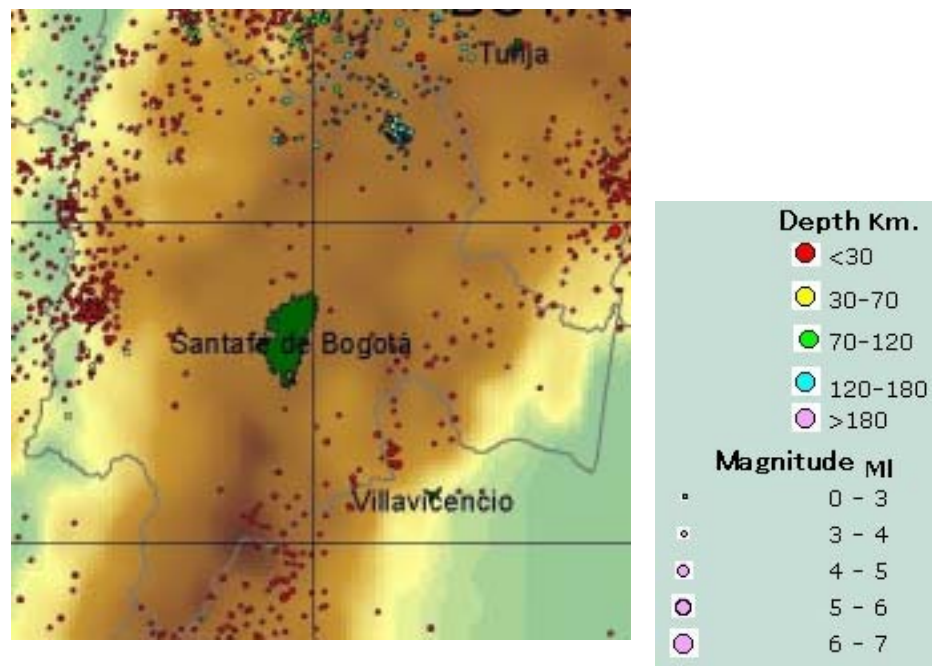 Tunja
Santafé de Bogotá
Villavicencio
Depth Km.
<30
30-70
70-120
120-180
>180
Magnitude Ml
0 - 3
3 - 4
4 - 5
5 - 6
6 - 7